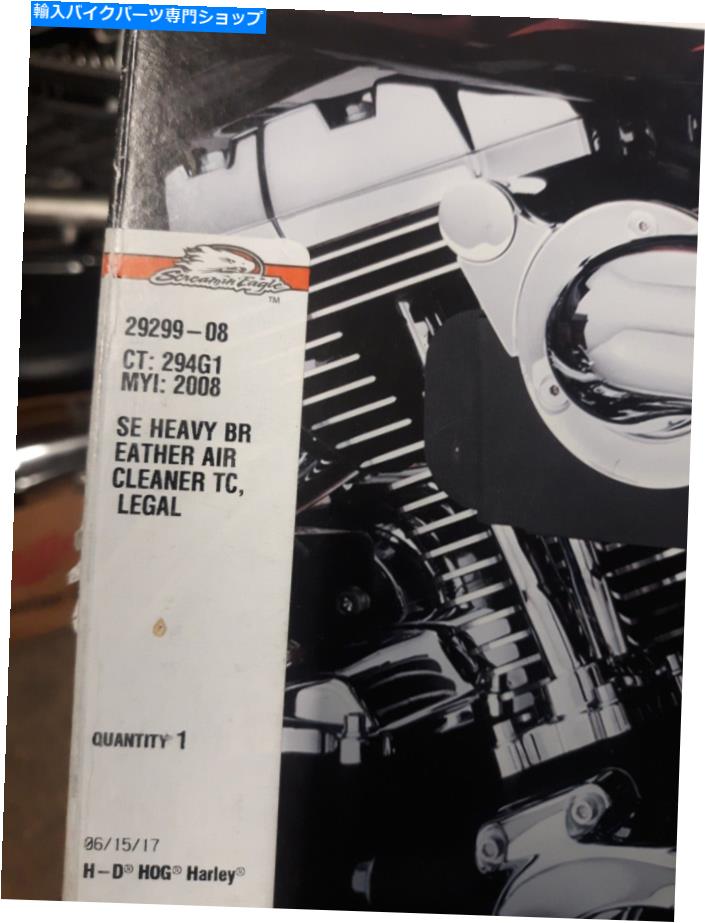 輸入バイクパーツ専門ショップ
Screamin' Eagle
TM
29299-08
CT: 294G1
MYI: 2008
SE HEAVY BR
EATHER AIR
CLEANER TC,
LEGAL
QUANTITY 1
06/15/17
H-D® HOG® Harley®